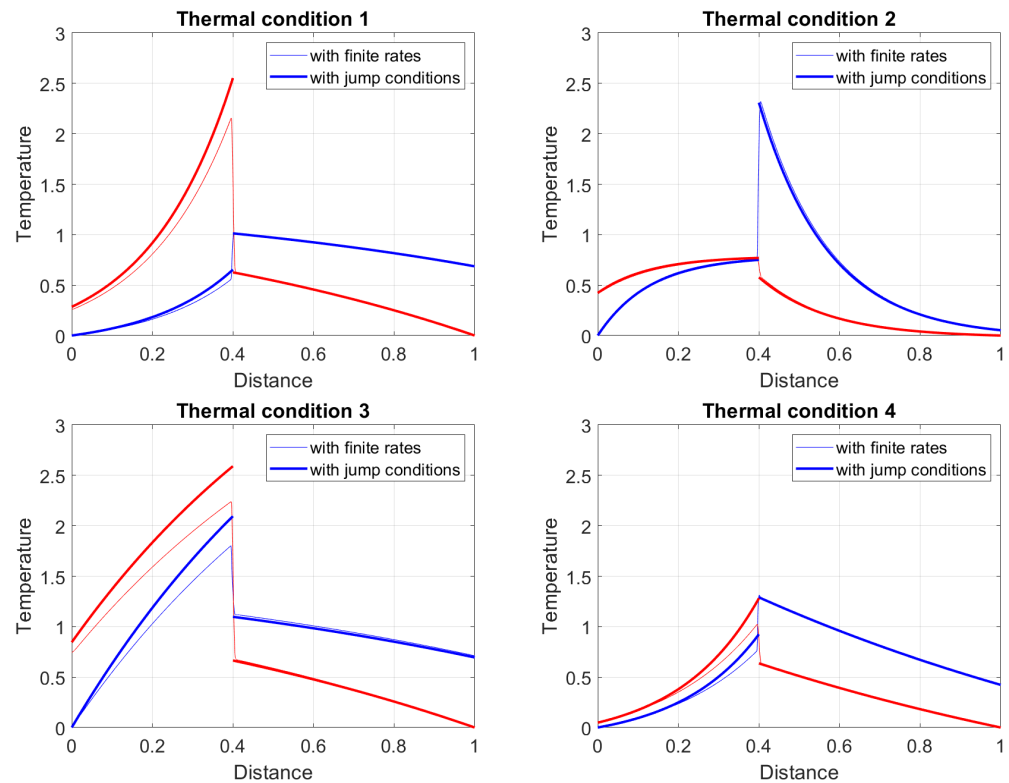 Thermal condition 1
3
2.5
2
1.5
1
0.5
0
Temperature
with finite rates
with jump conditions
0 0.2 0.4 0.6 0.8 1
Distance
Thermal condition 2
3
2.5
2
1.5
1
0.5
0
Temperature
with finite rates
with jump conditions
0 0.2 0.4 0.6 0.8 1
Distance
Thermal condition 3
3
2.5
2
1.5
1
0.5
0
Temperature
with finite rates
with jump conditions
0 0.2 0.4 0.6 0.8 1
Distance
Thermal condition 4
3
2.5
2
1.5
1
0.5
0
Temperature
with finite rates
with jump conditions
0 0.2 0.4 0.6 0.8 1
Distance